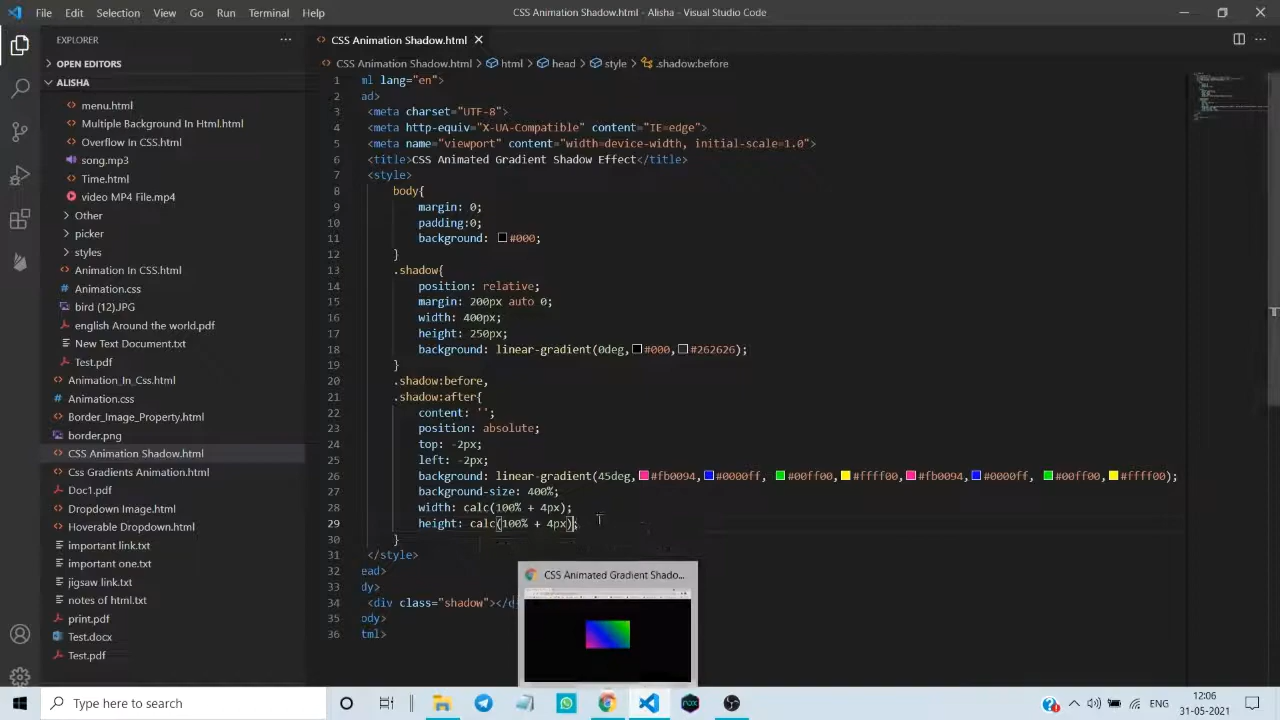 File Edit Selection View Go Run Terminal Help CSS Animation Shadow.html - Alisha - Visual Studio Code
EXPLORER
OPEN EDITORS
ALISHA
menu.html
Multiple Background In Html.html
Overflow In CSS.html
song.mp3
Time.html
video MP4 File.mp4
Other
picker
styles
Animation In CSS.html
Animation.css
bird (12).JPG
english Around the world.pdf
New Text Document.txt
Test.pdf
Animation_In_Css.html
Animation.css
Border_Image_Property.html
border.png
CSS Animation Shadow.html
Css Gradients Animation.html
Doc1.pdf
Dropdown Image.html
Hoverable Dropdown.html
important link.txt
important one.txt
jigsaw link.txt
notes of html.txt
print.pdf
Test.docx
Test.pdf
CSS Animation Shadow.html
CSS Animation Shadow.html > html > head > style > .shadow:before
1 ml lang="en">
2 ad>
3 <meta charset="UTF-8">
4 <meta http-equiv="X-UA-Compatible" content="IE=edge">
5 <meta name="viewport" content="width=device-width, initial-scale=1.0">
6 <title>CSS Animated Gradient Shadow Effect</title>
7 <style>
8 body{
9 margin: 0;
10 padding:0;
11 background: #000;
12 }
13 .shadow{
14 position: relative;
15 margin: 200px auto 0;
16 width: 400px;
17 height: 250px;
18 background: linear-gradient(0deg,#000,#262626);
19 }
20 .shadow:before,
21 .shadow:after{
22 content: '';
23 position: absolute;
24 top: -2px;
25 left: -2px;
26 background: linear-gradient(45deg,#fb0094,#0000ff, #00ff00,#ffff00,#fb0094,#0000ff, #00ff00,#ffff00);
27 background-size: 400%;
28 width: calc(100% + 4px);
29 height: calc(100% + 4px);
30 }
31 </style>
32 ead>
33 dy>
34 <div class="shadow"></d
35 ody>
36 tml>
CSS Animated Gradient Shado...
Type here to search
ENG
12:06
31-05-2021